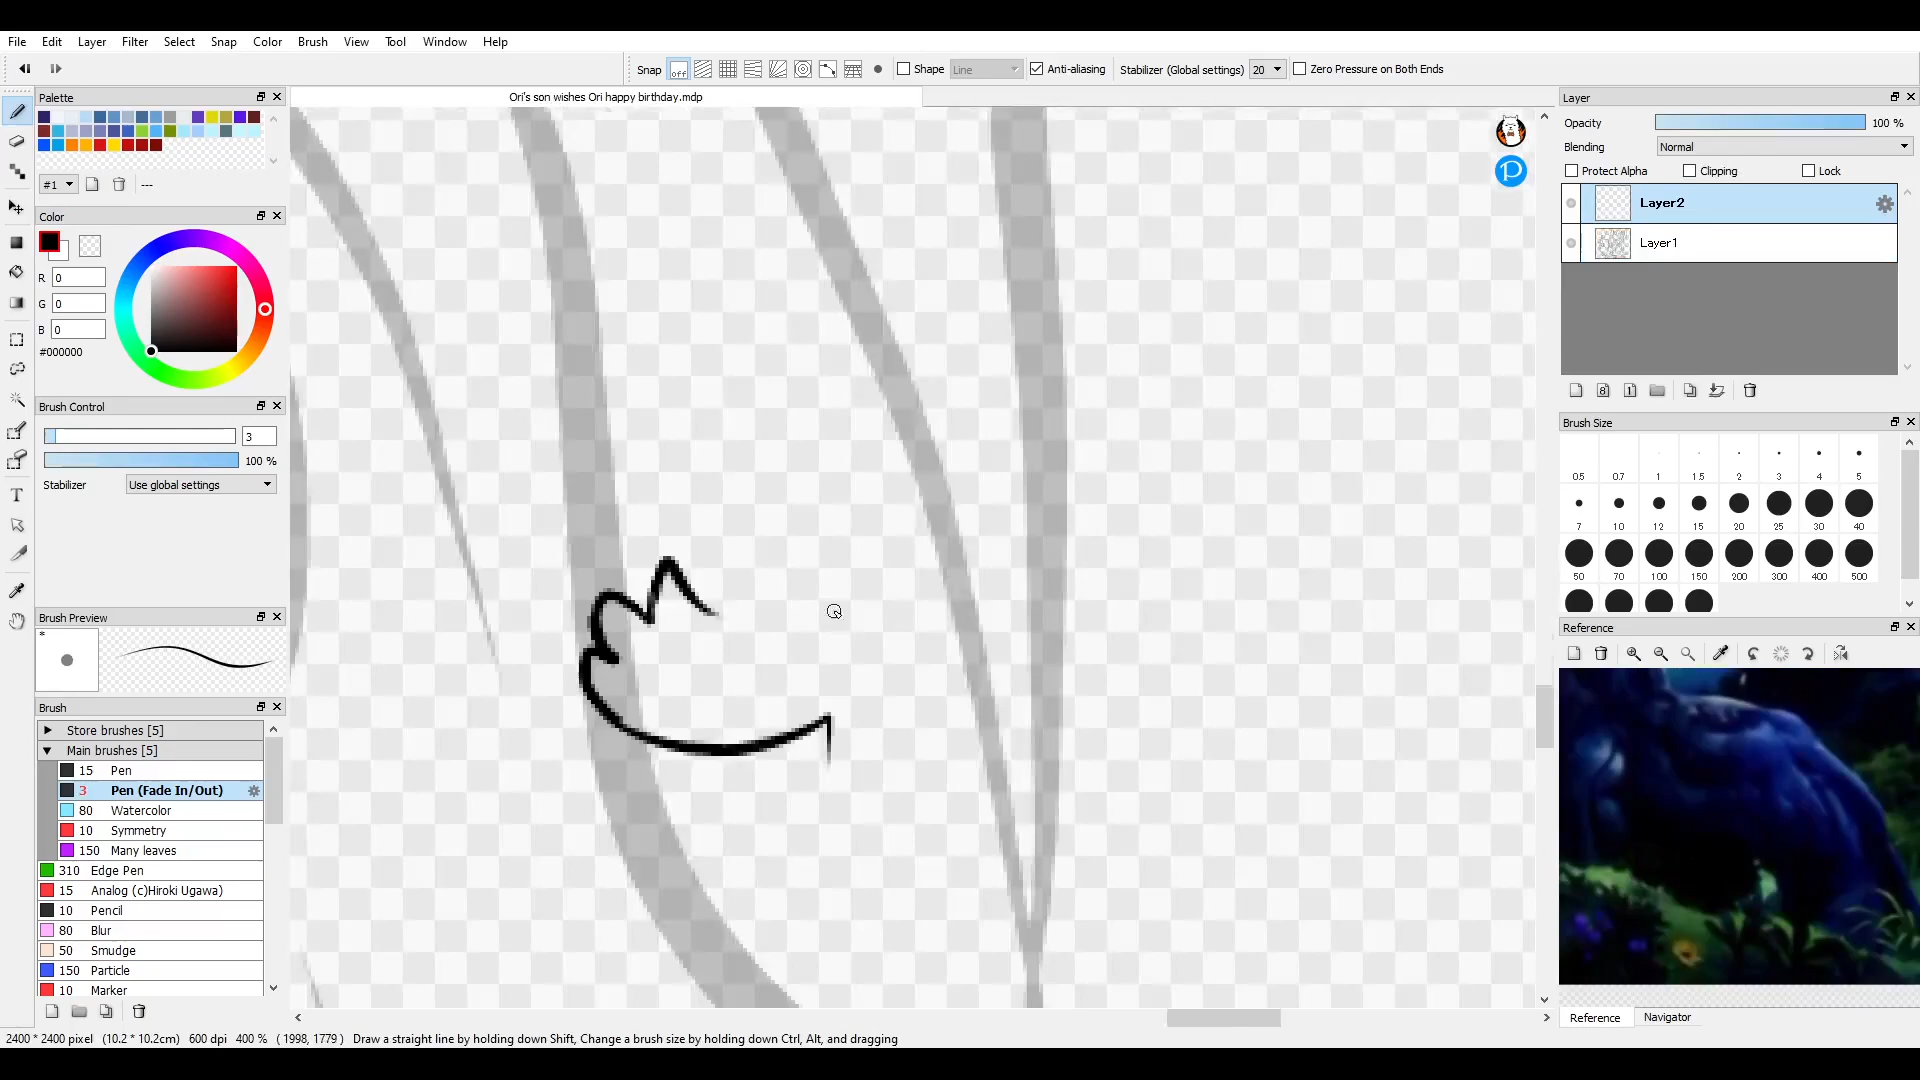 File Edit Layer Filter Select Snap Color Brush View Tool Window Help
Snap off Shape Line Anti-aliasing Stabilizer (Global settings) 20 Zero Pressure on Both Ends
Palette
Ori's son wishes Ori happy birthday.mdp
#1 ---
Color
R 0
G 0
B 0
#000000
Brush Control
3
100 %
Stabilizer Use global settings
Brush Preview
*
Brush
Store brushes [5]
Main brushes [5]
15 Pen
3 Pen (Fade In/Out)
80 Watercolor
10 Symmetry
150 Many leaves
310 Edge Pen
15 Analog (c)Hiroki Ugawa)
10 Pencil
80 Blur
50 Smudge
150 Particle
10 Marker
Layer
Opacity 100 %
Blending Normal
Protect Alpha Clipping Lock
Layer2
Layer1
8 1
Brush Size
0.5 0.7 1 1.5 2 3 4 5
7 10 12 15 20 25 30 40
50 70 100 150 200 300 400 500
Reference
Reference Navigator
T
P
2400 * 2400 pixel (10.2 * 10.2cm) 600 dpi 400 % ( 1998, 1779 ) Draw a straight line by holding down Shift, Change a brush size by holding down Ctrl, Alt, and dragging